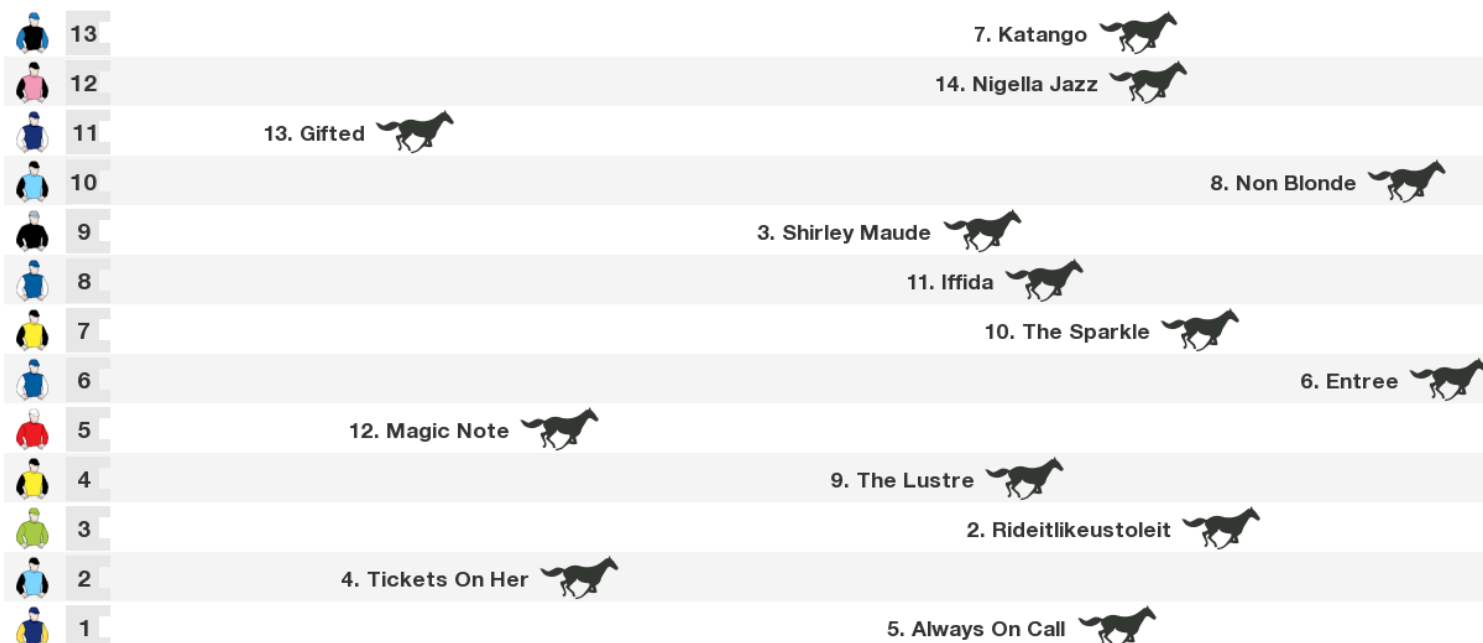 13 7. Katango
12 14. Nigella Jazz
11 13. Gifted
10 8. Non Blonde
9 3. Shirley Maude
8 11. Iffida
7 10. The Sparkle
6 6. Entree
5 12. Magic Note
4 9. The Lustre
3 2. Rideitlikeustoleit
2 4. Tickets On Her
1 5. Always On Call